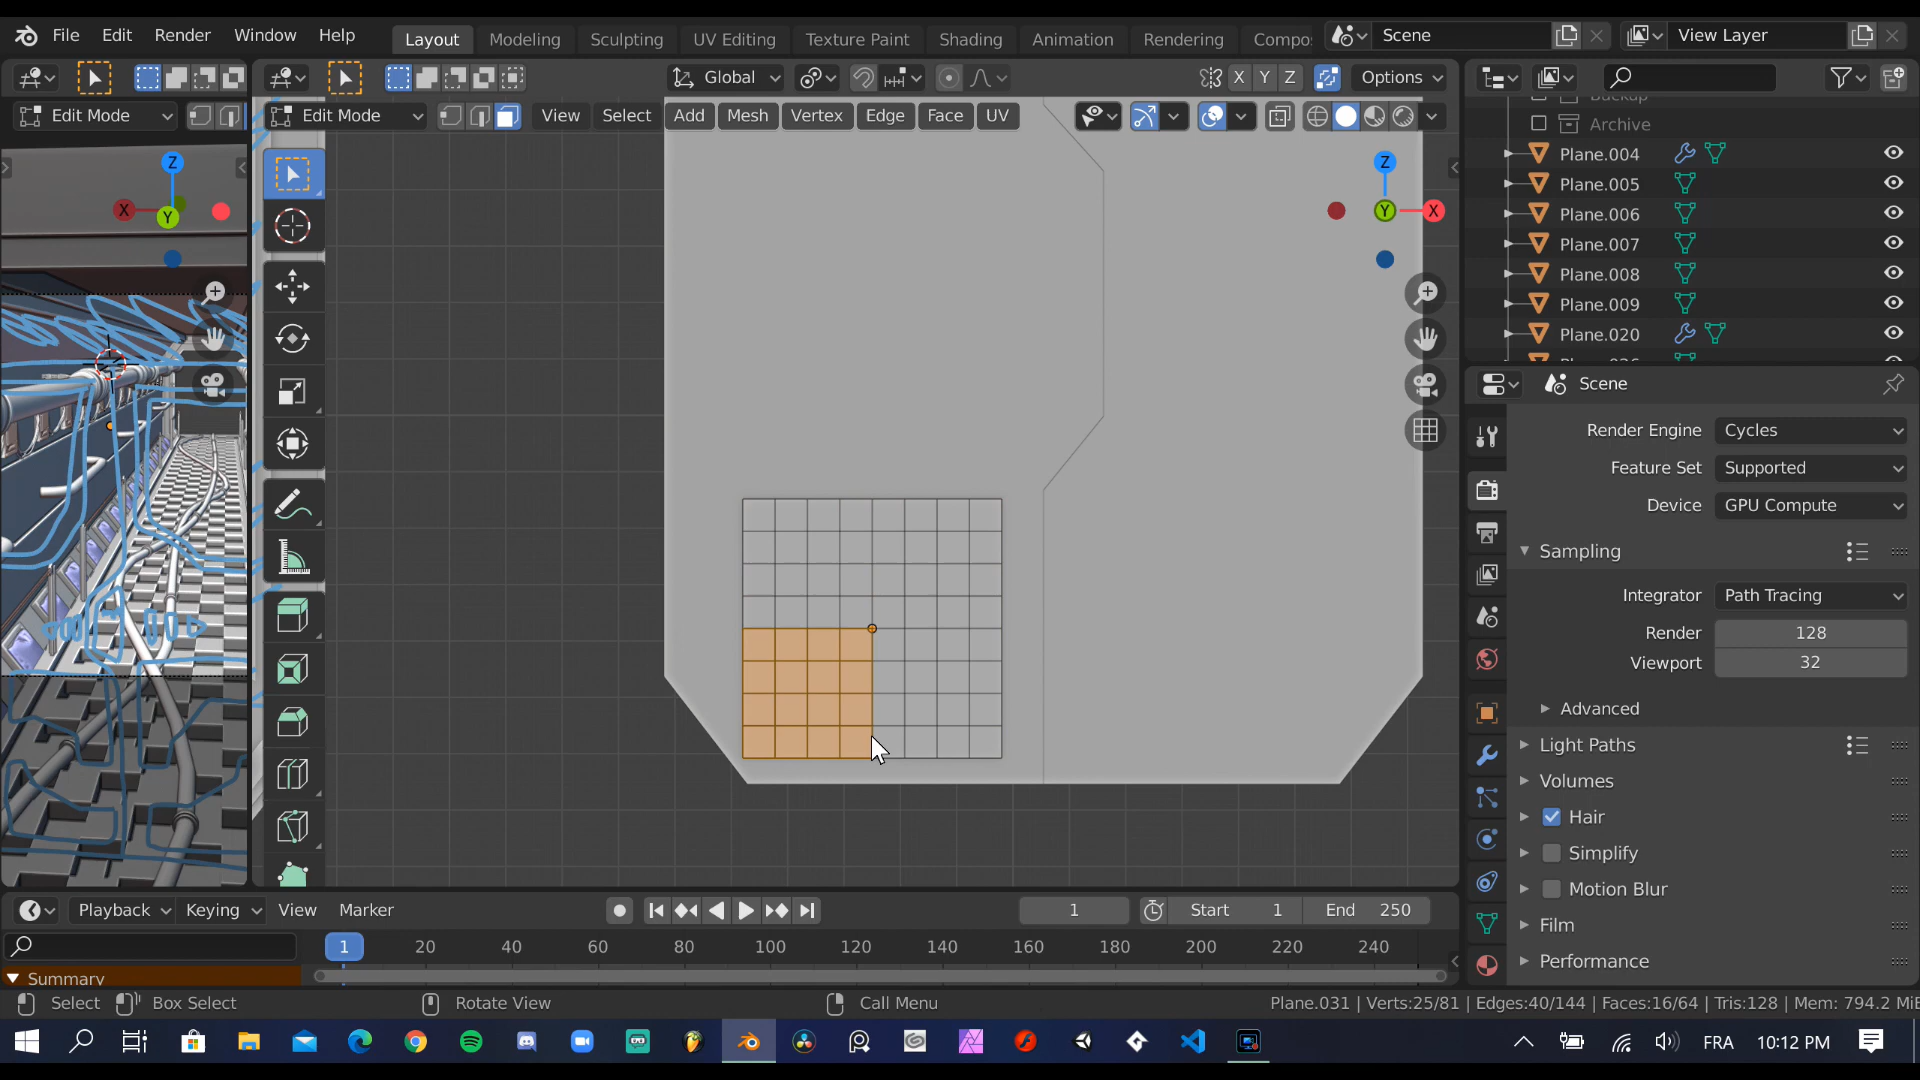 File Edit Render Window Help Layout Modeling Sculpting UV Editing Texture Paint Shading Animation Rendering Compo Scene View Layer
Global X Y Z Options
Edit Mode Edit Mode View Select Add Mesh Vertex Edge Face UV
Backup
Archive
Plane.004
Plane.005
Plane.006
Plane.007
Plane.008
Plane.009
Plane.020
Z
X
Y
Z
Y
X
Scene
Render Engine Cycles
Feature Set Supported
Device GPU Compute
Sampling
Integrator Path Tracing
Render 128
Viewport 32
Advanced
Light Paths
Volumes
Hair
Simplify
Motion Blur
Film
Performance
Playback Keying View Marker 1 Start 1 End 250
1 20 40 60 80 100 120 140 160 180 200 220 240
Summary
Select Box Select Rotate View Call Menu Plane.031 | Verts:25/81 | Edges:40/144 | Faces:16/64 | Tris:128 | Mem: 794.2 MiE
FRA 10:12 PM